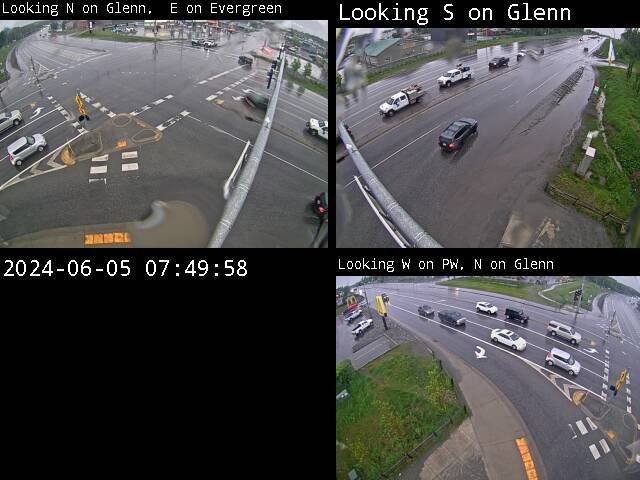 Looking N on Glenn, E on Evergreen
Looking S on Glenn
2024-06-05 07:49:58
Looking W on PW, N on Glenn